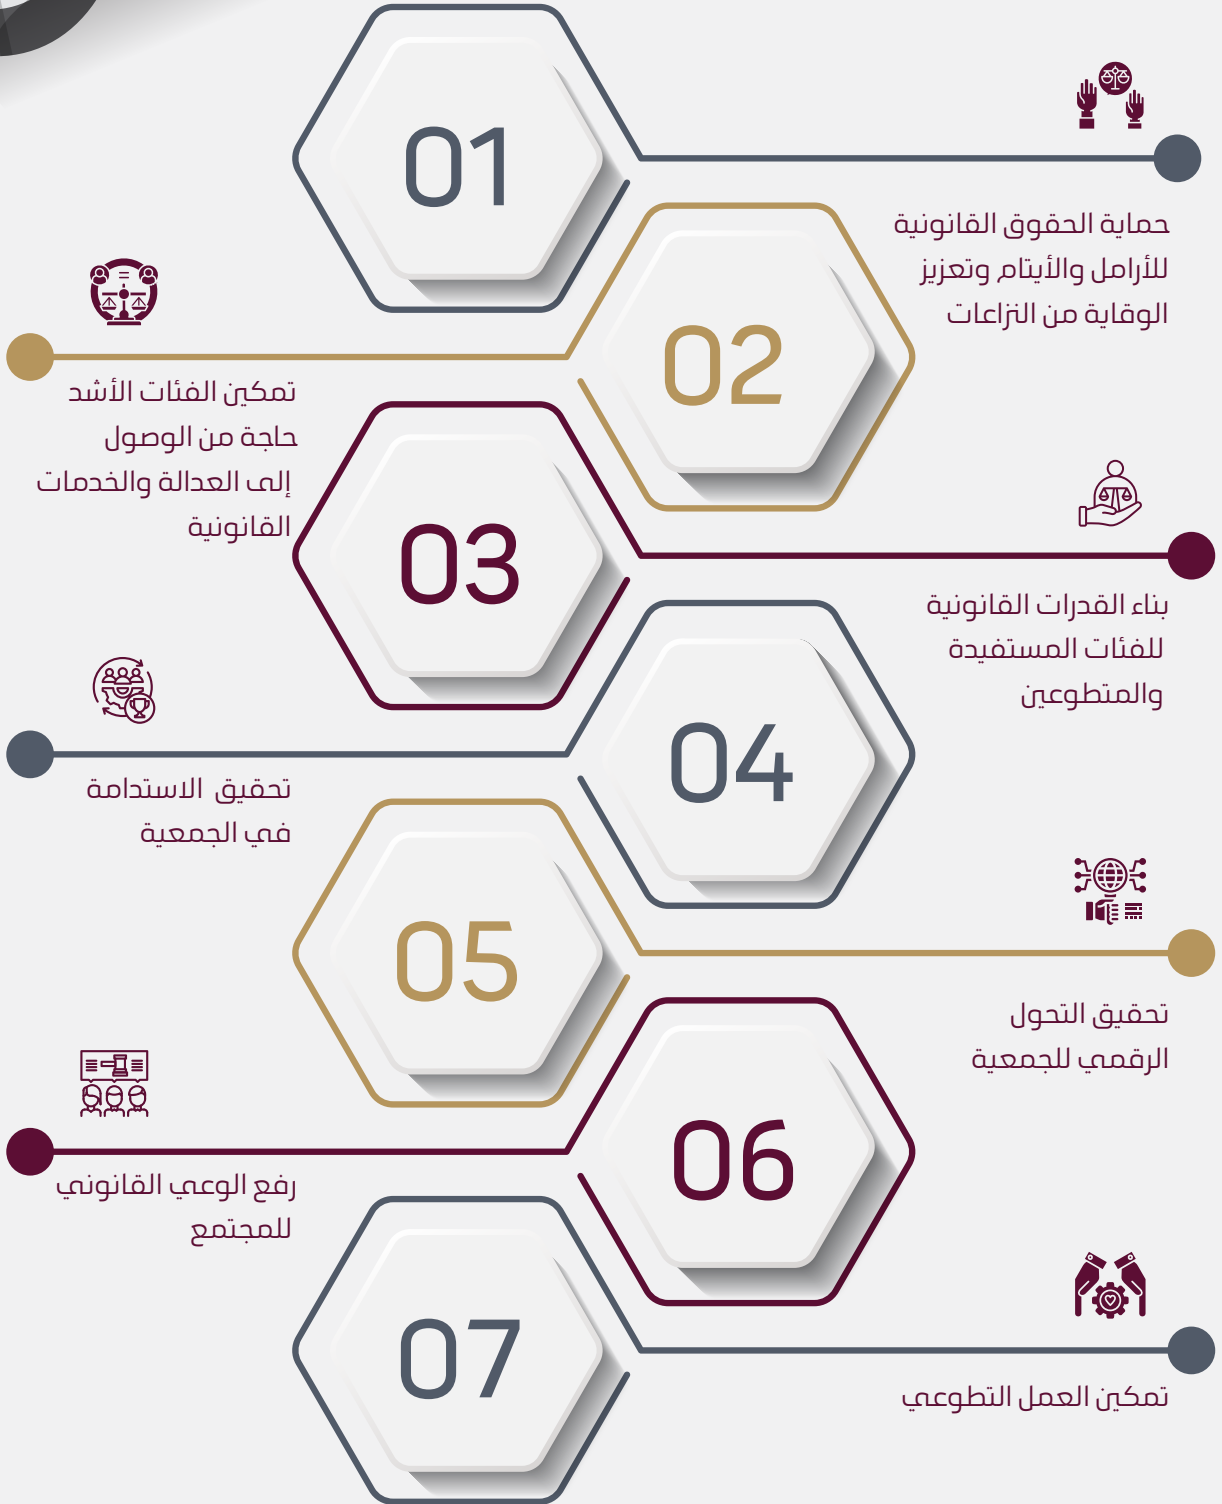 01
حماية الحقوق القانونية
للأرامل والأيتام وتعزيز
الوقاية من النزاعات
02
تمكين الفئات الأشد
حاجة من الوصول
إلى العدالة والخدمات
القانونية
03
بناء القدرات القانونية
للفئات المستفيدة
والمتطوعين
04
تحقيق الاستدامة
في الجمعية
05
تحقيق التحول
الرقمي للجمعية
06
رفع الوعي القانوني
للمجتمع
07
تمكين العمل التطوعي